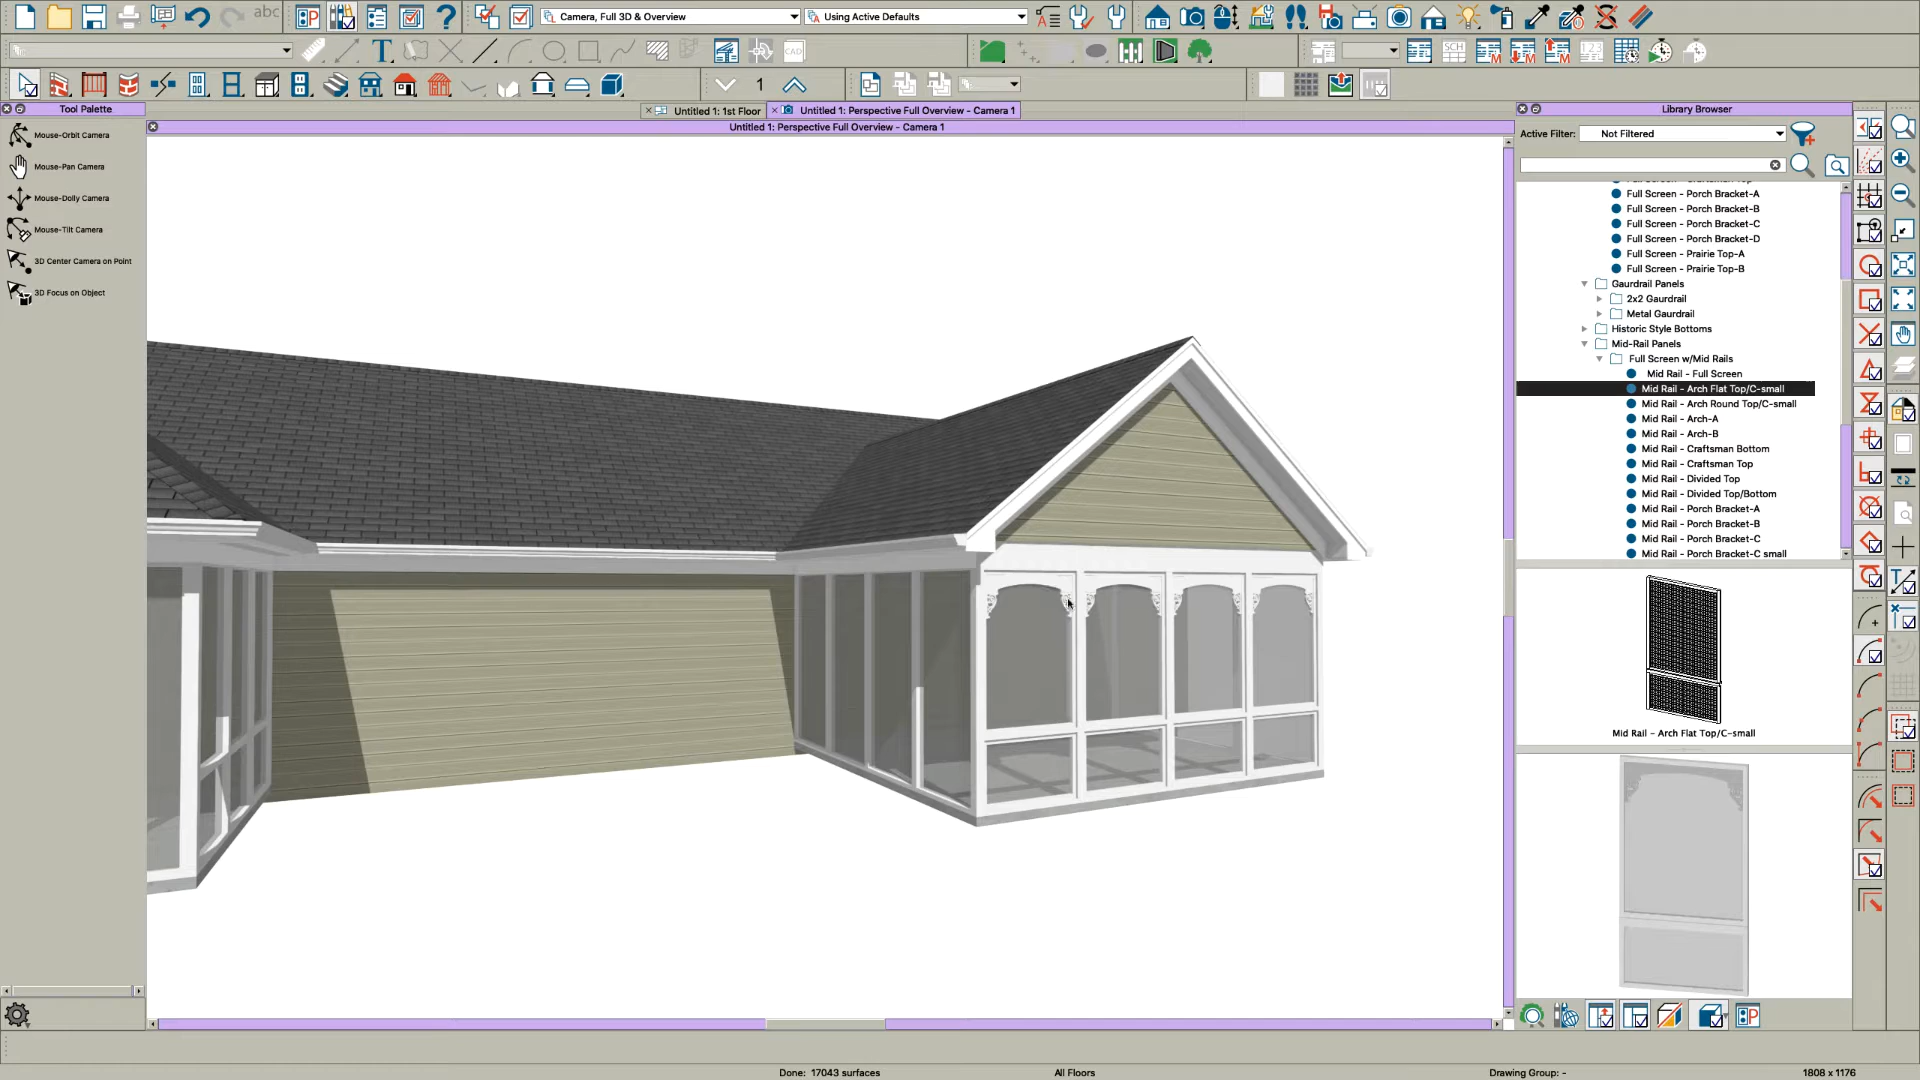 abc
Camera, Full 3D & Overview
Using Active Defaults
T
CAD
SCH
123
1
Tool Palette
Untitled 1: 1st Floor
Untitled 1: Perspective Full Overview - Camera 1
Library Browser
Untitled 1: Perspective Full Overview - Camera 1
Mouse-Orbit Camera
Mouse-Pan Camera
Mouse-Dolly Camera
Mouse-Tilt Camera
3D Center Camera on Point
3D Focus on Object
Active Filter:
Not Filtered
Full Screen - Porch Bracket-A
Full Screen - Porch Bracket-B
Full Screen - Porch Bracket-C
Full Screen - Porch Bracket-D
Full Screen - Prairie Top-A
Full Screen - Prairie Top-B
Gaurdrail Panels
2x2 Gaurdrail
Metal Gaurdrail
Historic Style Bottoms
Mid-Rail Panels
Full Screen w/Mid Rails
Mid Rail - Full Screen
Mid Rail - Arch Flat Top/C-small
Mid Rail - Arch Round Top/C-small
Mid Rail - Arch-A
Mid Rail - Arch-B
Mid Rail - Craftsman Bottom
Mid Rail - Craftsman Top
Mid Rail - Divided Top
Mid Rail - Divided Top/Bottom
Mid Rail - Porch Bracket-A
Mid Rail - Porch Bracket-B
Mid Rail - Porch Bracket-C
Mid Rail - Porch Bracket-C small
Mid Rail - Arch Flat Top/C-small
Done: 17043 surfaces
All Floors
Drawing Group: -
1808 x 1176